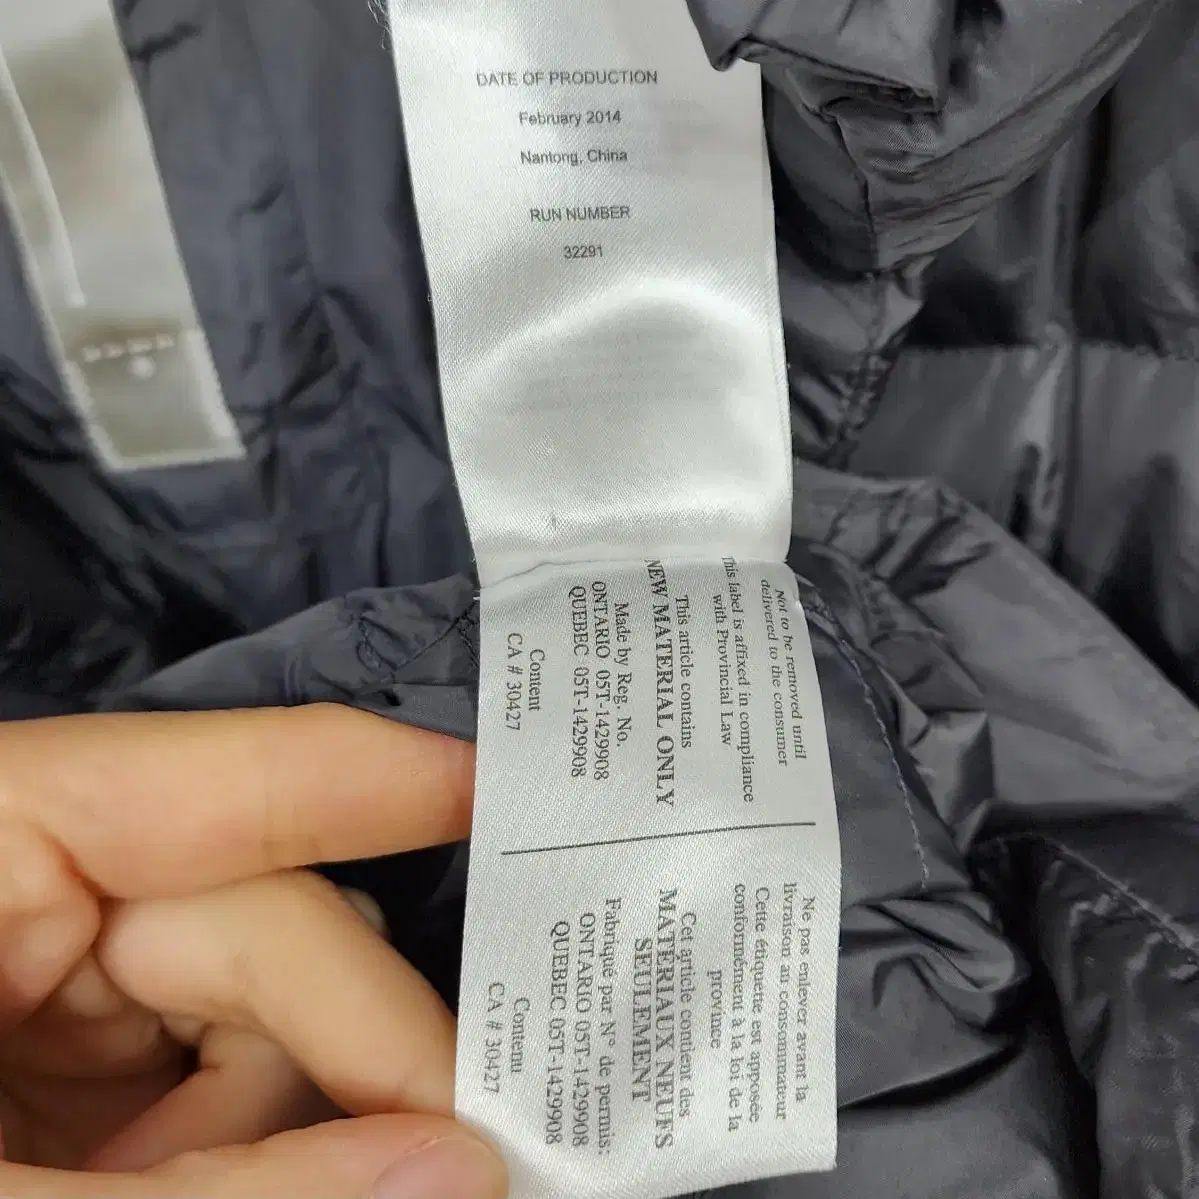 DATE OF PRODUCTION
February 2014
Nantong, China
RUN NUMBER
32291
Not to be removed until
delivered to the consumer
This label is affixed in compliance
with Provincial Law
This article contains
NEW MATERIAL ONLY
Made by Reg. No.
ONTARIO 05T-1429908
QUEBEC 05T-1429908
Content
CA # 30427
Ne pas enlever avant la
livraison au consommateur
Cette étiquette est apposée
conformément à la loi de la
province
Cet article contient des
MATÉRIAUX NEUFS
SEULEMENT
Fabriqué par N° de permis:
ONTARIO 05T-1429908
QUEBEC 05T-1429908
Contenu
CA # 30427